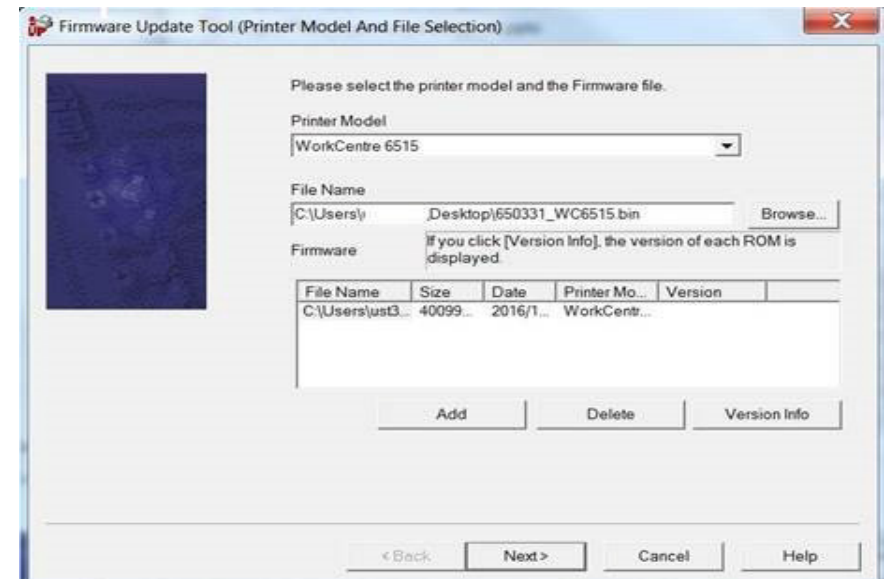 Firmware Update Tool (Printer Model And File Selection)
Please select the printer model and the Firmware file.
Printer Model
WorkCentre 6515
File Name
C:\Users\ Desktop\650331_WC6515.bin
Browse...
Firmware
If you click [Version Info], the version of each ROM is
displayed.
File Name Size Date Printer Mo... Version
C:\Users\ust3... 40099... 2016/1... WorkCentr...
Add Delete Version Info
< Back Next > Cancel Help